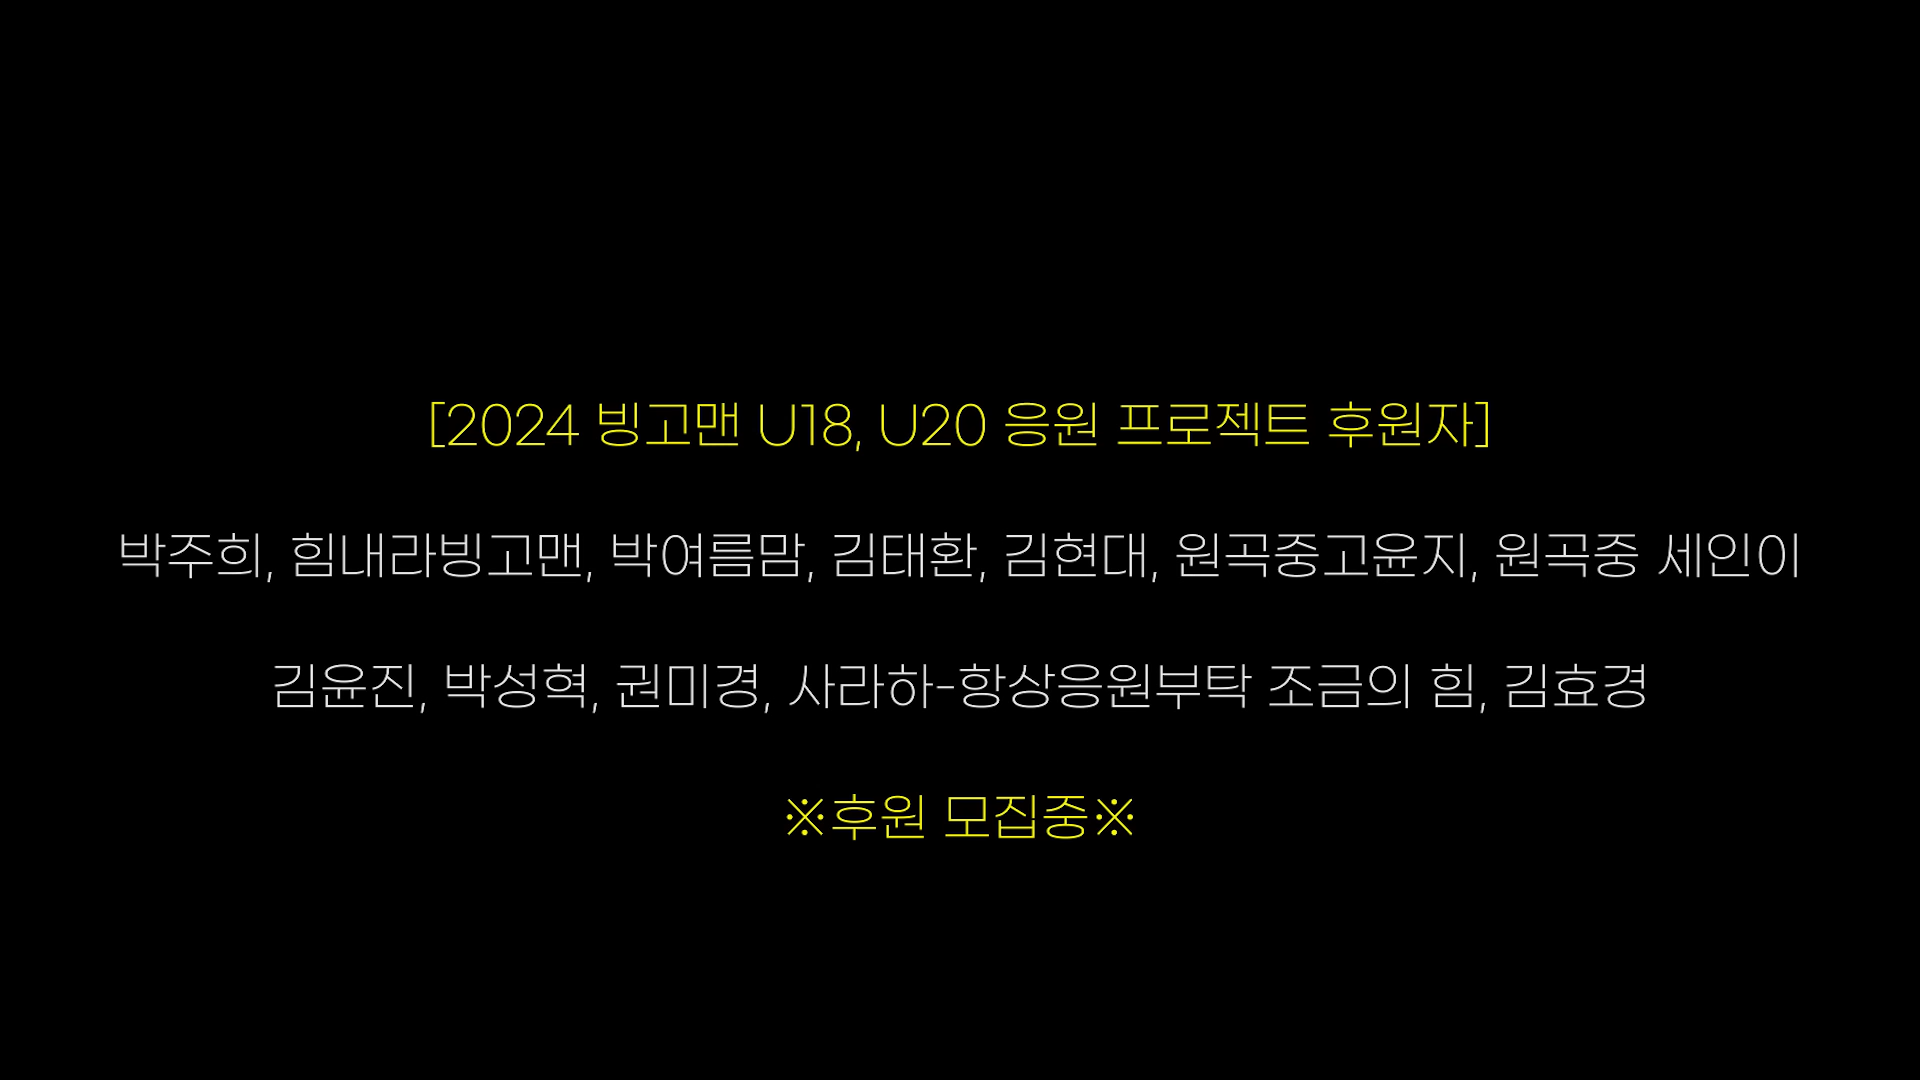 [2024 빙고맨 U18, U20 응원 프로젝트 후원자]
박주희, 힘내라빙고맨, 박여름맘, 김태환, 김현대, 원곡중고윤지, 원곡중 세인이
김윤진, 박성혁, 권미경, 사라하-항상응원부탁 조금의 힘, 김효경
※후원 모집중※